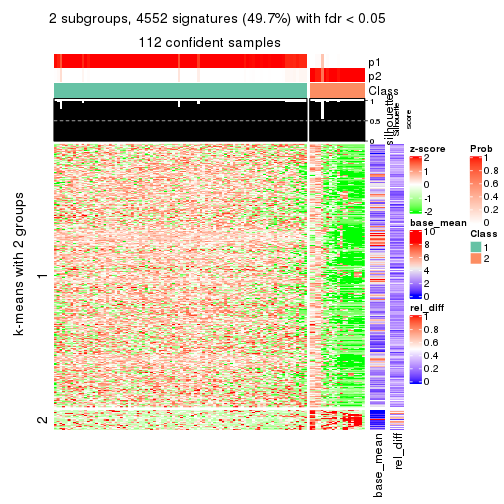 2 subgroups, 4552 signatures (49.7%) with fdr < 0.05
112 confident samples
p1
p2
Class
1
0.5
0
silhouette
Silhouette
score
k-means with 2 groups
1
2
base_mean
rel_diff
z-score
2
1
0
-1
-2
base_mean
10
8
6
4
2
0
rel_diff
1
0.8
0.6
0.4
0.2
0
Prob
1
0.8
0.6
0.4
0.2
0
Class
1
2